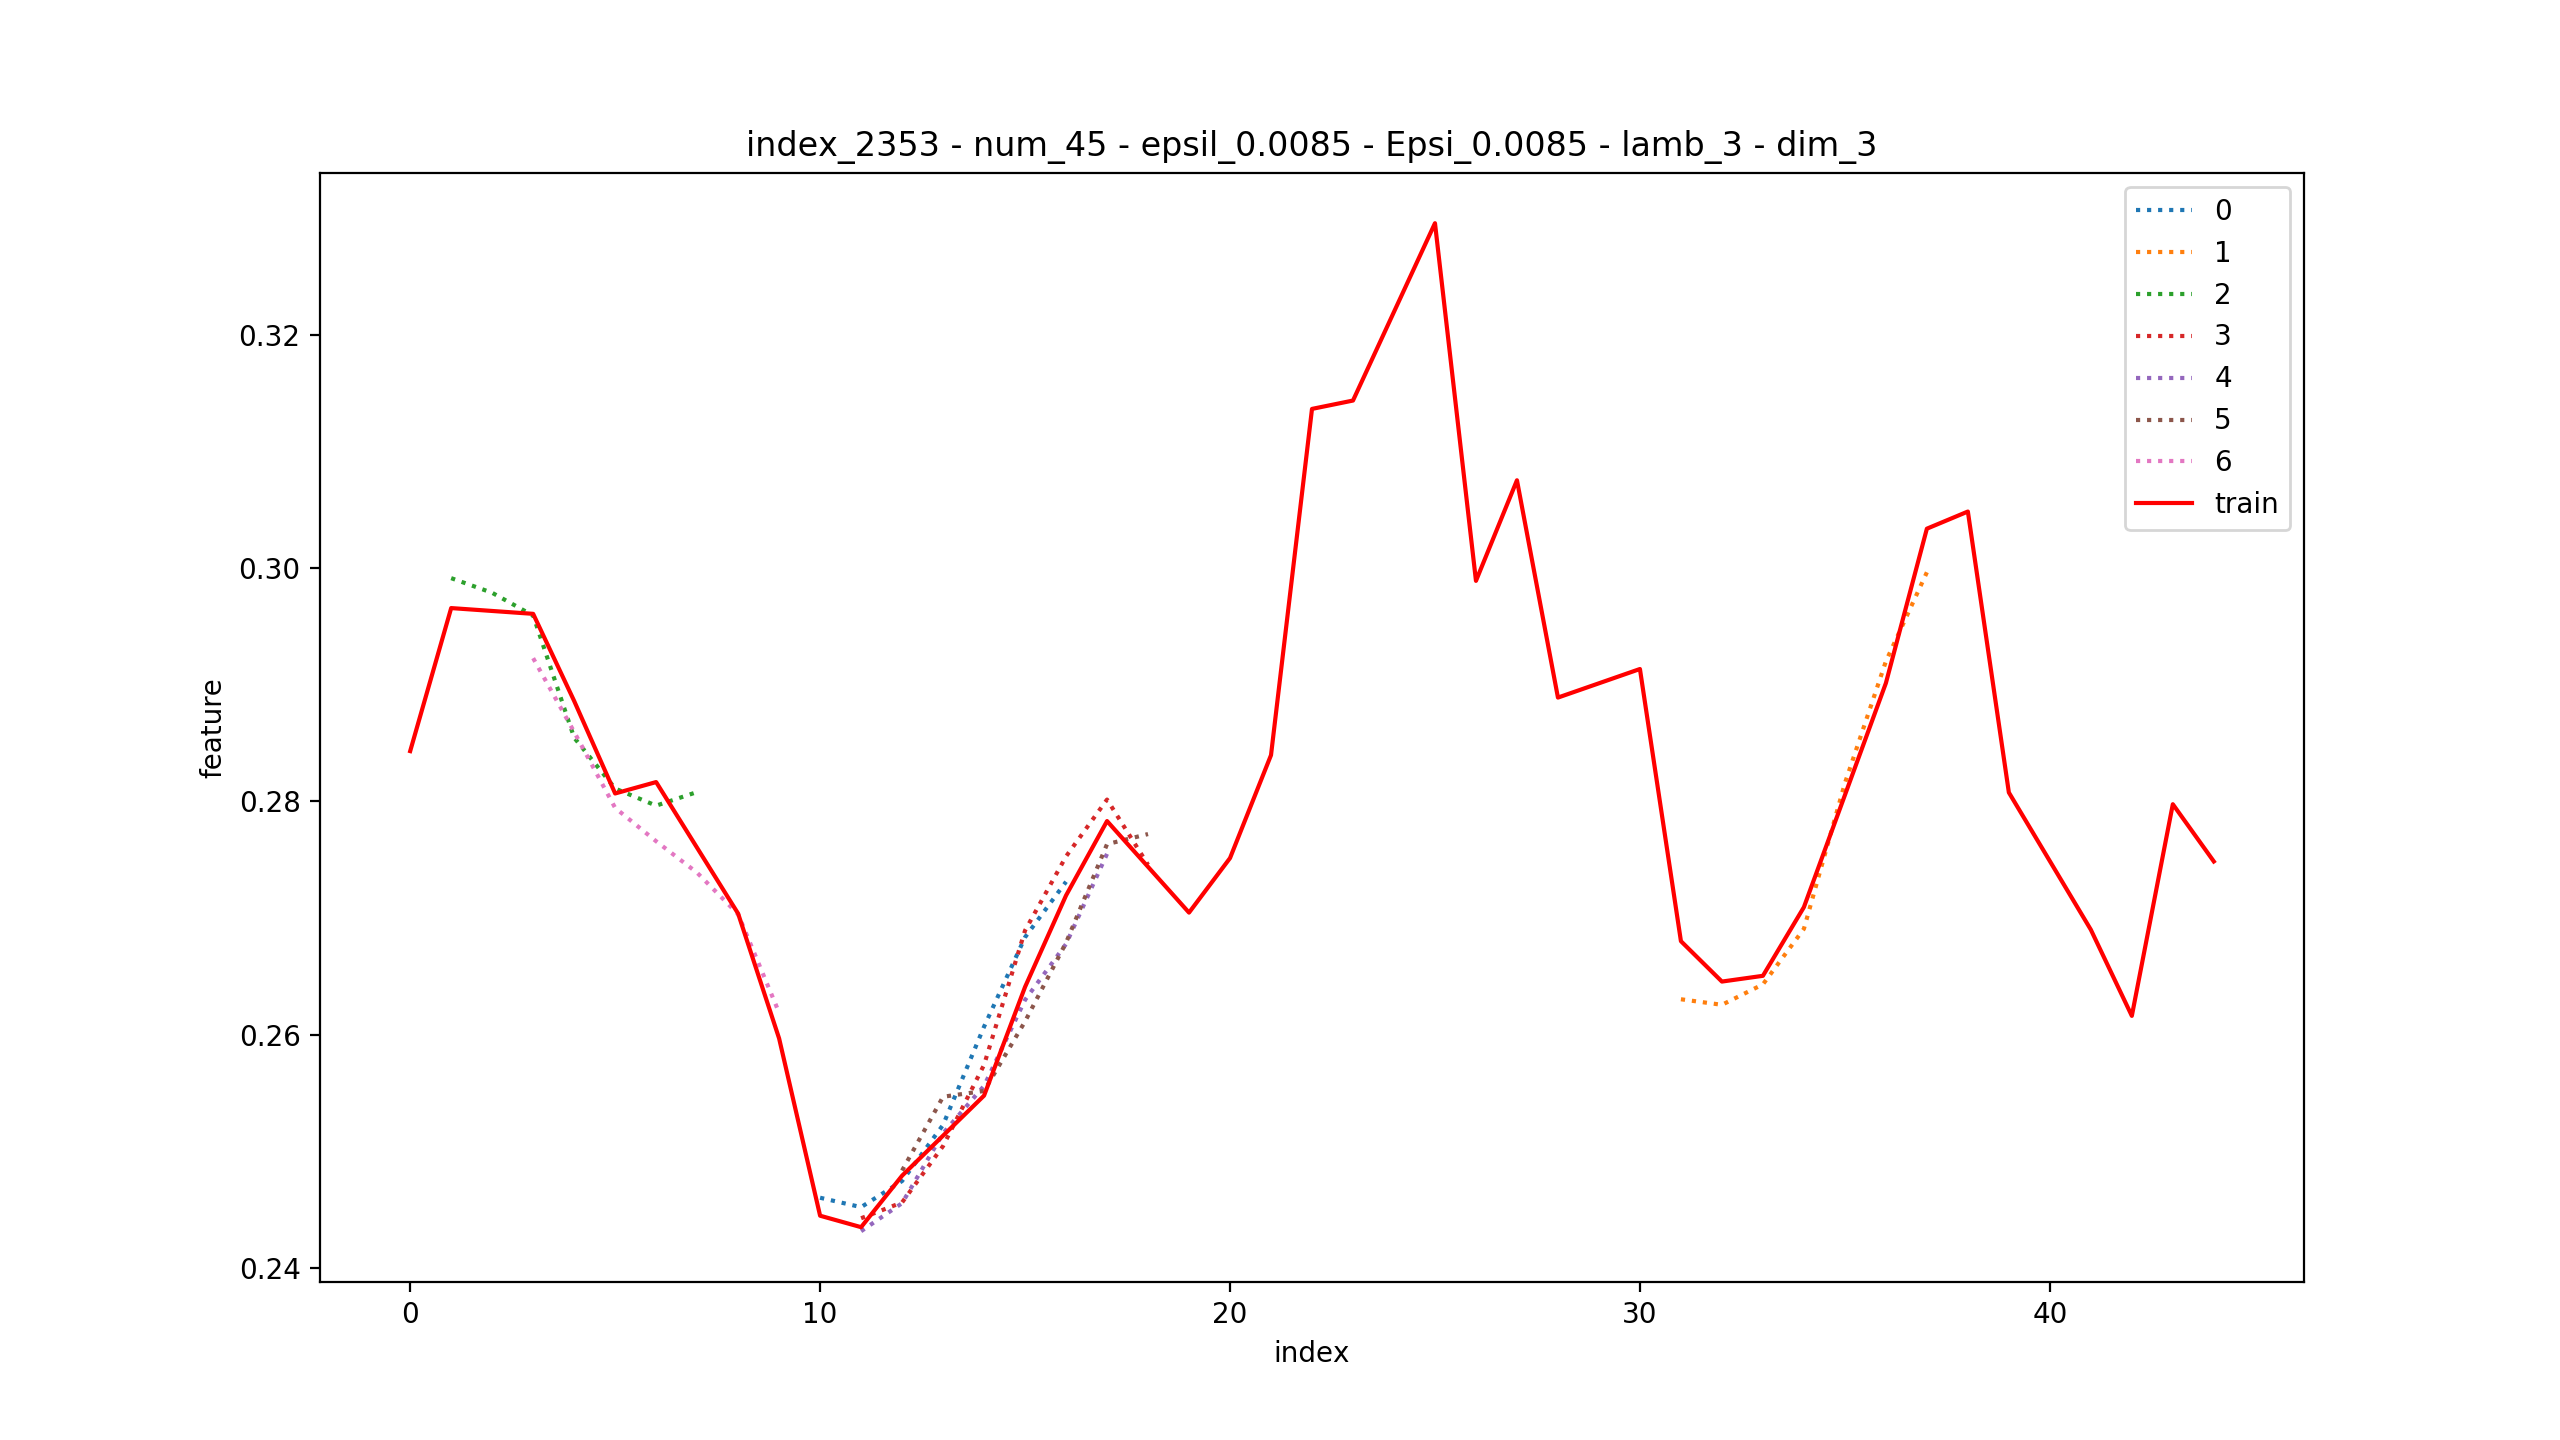 index_2353 - num_45 - epsil_0.0085 - Epsi_0.0085 - lamb_3 - dim_3
0
1
2
3
4
5
6
train
0.32
0.30
0.28
0.26
0.24
feature
0 10 20 30 40
index